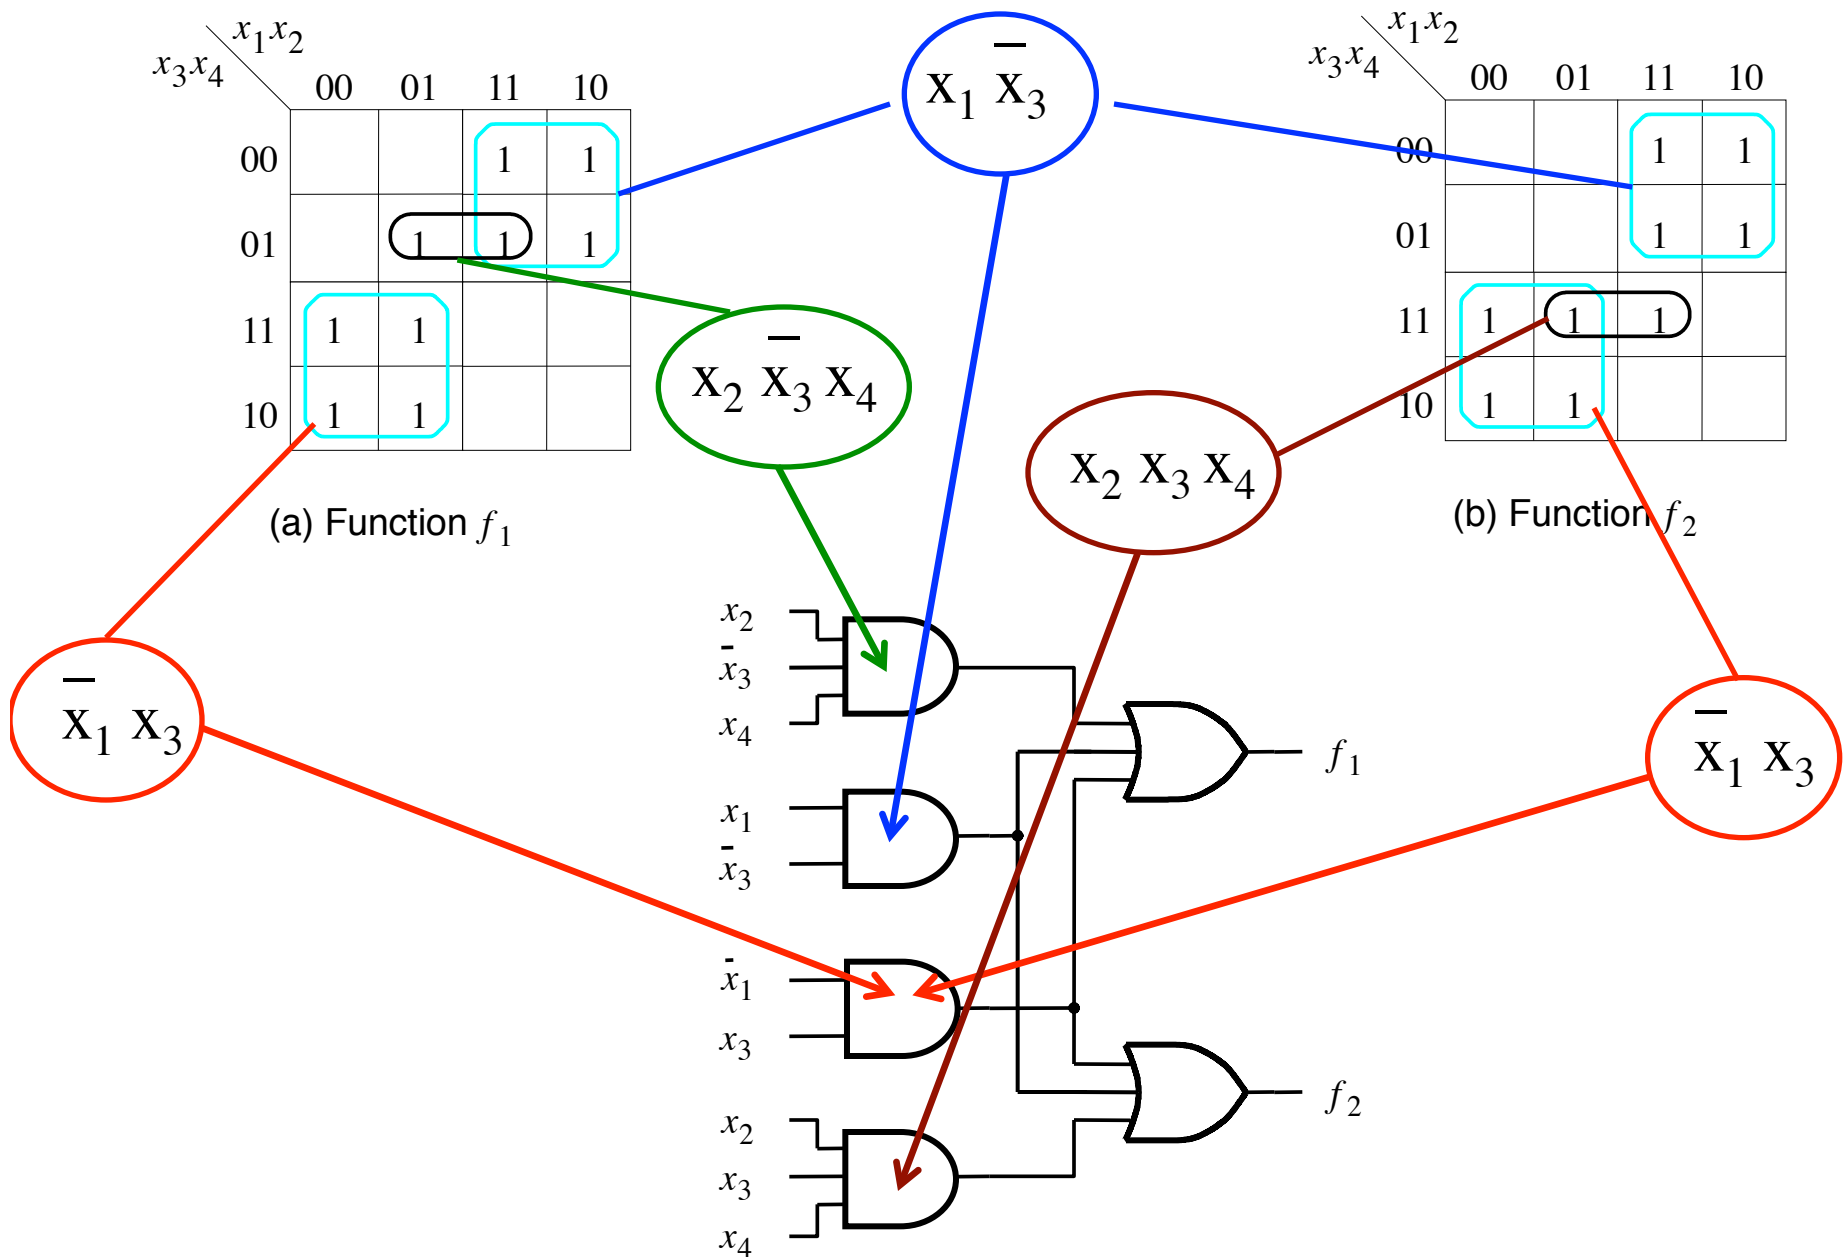 x₁x₂
x₃x₄
00 01 11 10
00 1 1
01 1 1 1
11 1 1
10 1 1
(a) Function f₁
x₁ x̅₃
x₁x₂
x₃x₄
00 01 11 10
00 1 1
01 1 1
11 1 1 1
10 1 1
(b) Function f₂
x₂ x̅₃ x₄
x₂ x₃ x₄
x̅₁ x₃
x̅₁ x₃
x₂
x̅₃
x₄
x₁
x̅₃
x̅₁
x₃
x₂
x₃
x₄
f₁
f₂